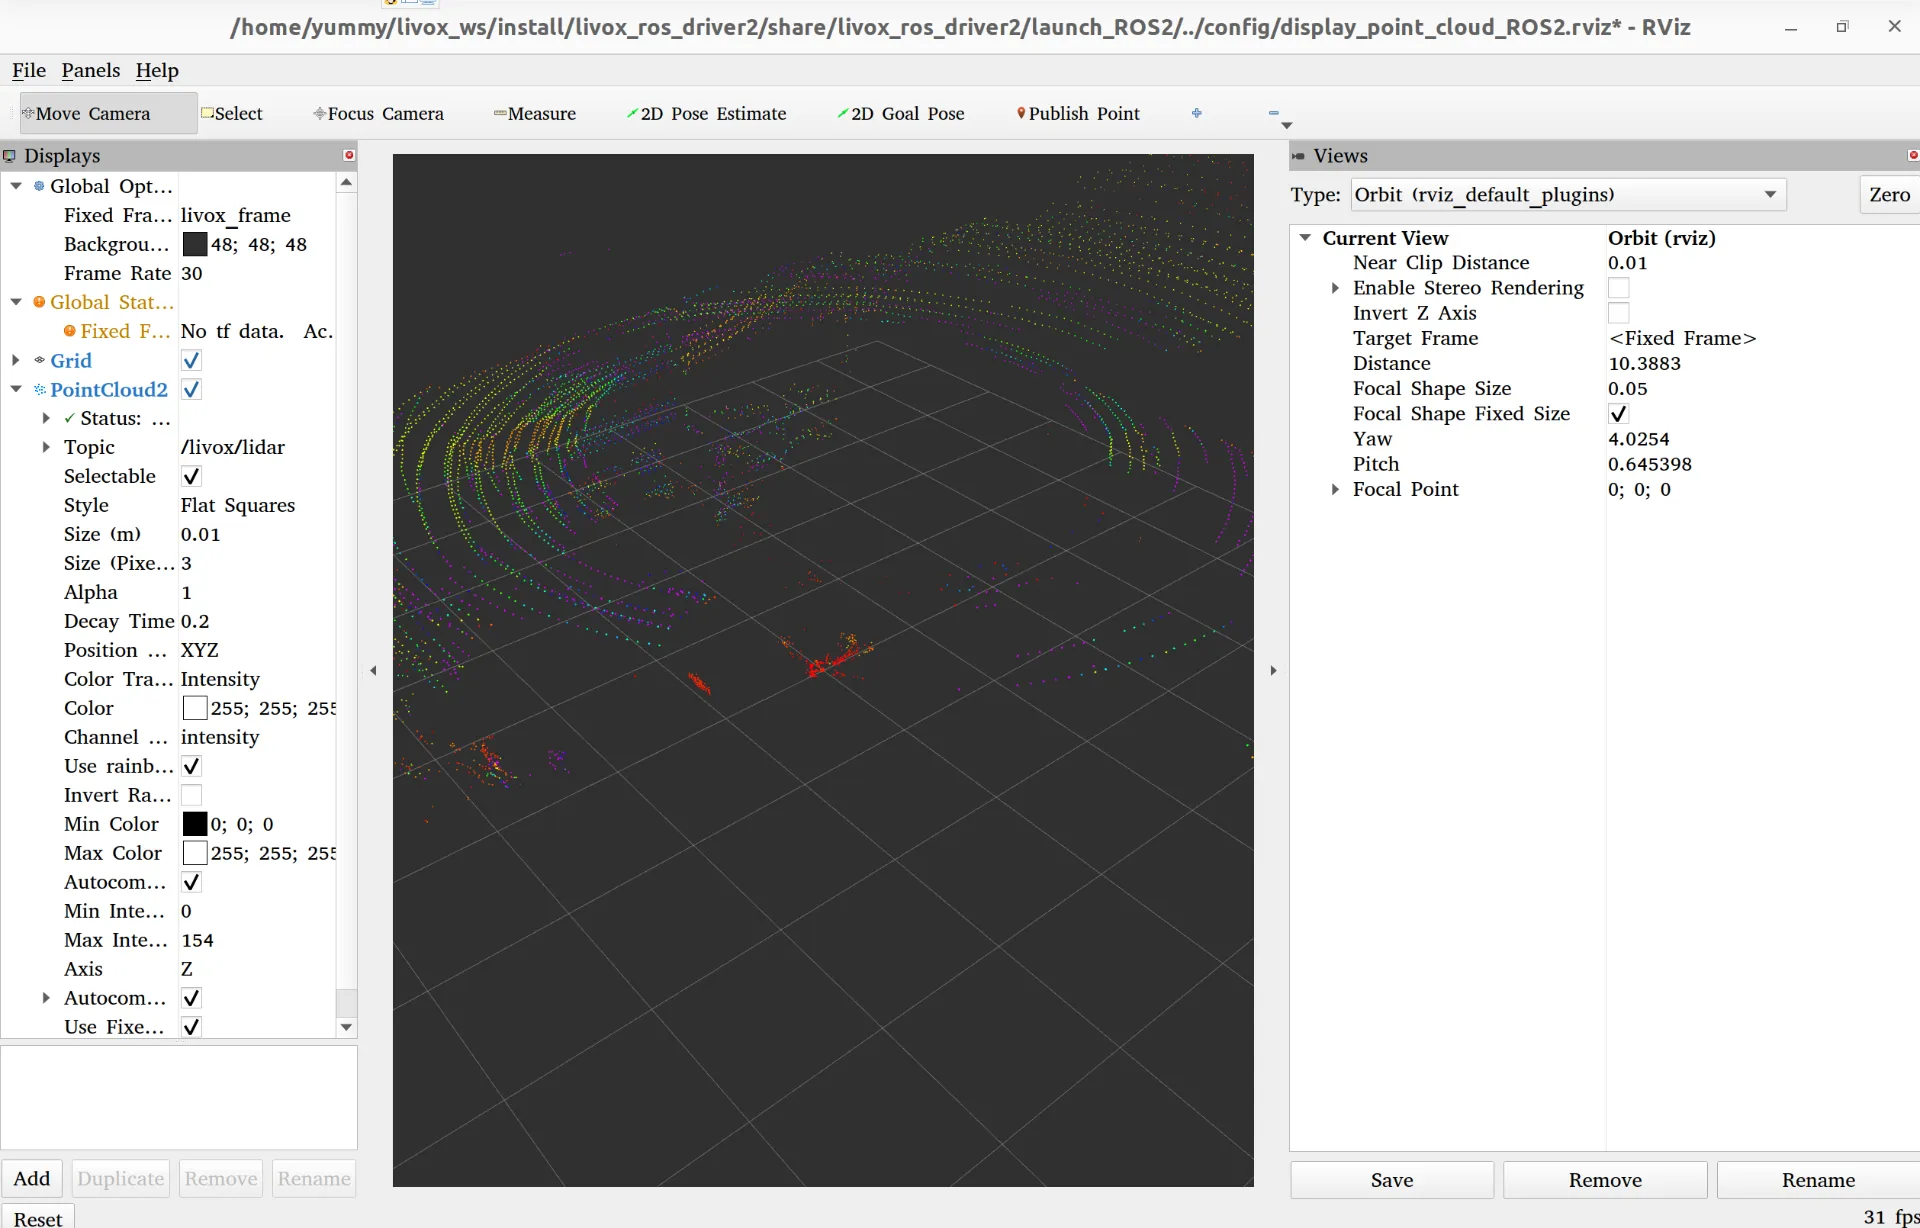 /home/yummy/livox_ws/install/livox_ros_driver2/share/livox_ros_driver2/launch_ROS2/../config/display_point_cloud_ROS2.rviz* - RViz
File Panels Help
Move Camera Select Focus Camera Measure 2D Pose Estimate 2D Goal Pose Publish Point
Displays
Global Opt...
Fixed Fra... livox_frame
Backgrou... 48; 48; 48
Frame Rate 30
Global Stat...
Fixed F... No tf data. Ac.
Grid
PointCloud2
Status: ...
Topic /livox/lidar
Selectable
Style Flat Squares
Size (m) 0.01
Size (Pixe... 3
Alpha 1
Decay Time 0.2
Position ... XYZ
Color Tra... Intensity
Color 255; 255; 255
Channel ... intensity
Use rainb...
Invert Ra...
Min Color 0; 0; 0
Max Color 255; 255; 255
Autocom...
Min Inte... 0
Max Inte... 154
Axis Z
Autocom...
Use Fixe...
Add Duplicate Remove Rename
Reset
Views
Type: Orbit (rviz_default_plugins) Zero
Current View Orbit (rviz)
Near Clip Distance 0.01
Enable Stereo Rendering
Invert Z Axis
Target Frame <Fixed Frame>
Distance 10.3883
Focal Shape Size 0.05
Focal Shape Fixed Size
Yaw 4.0254
Pitch 0.645398
Focal Point 0; 0; 0
Save Remove Rename
31 fps